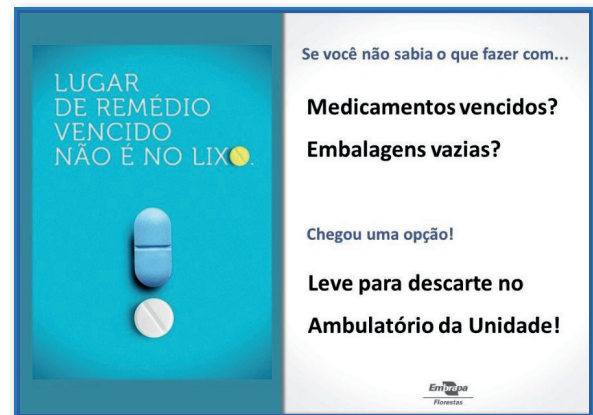 LUGAR
DE REMÉDIO
VENCIDO
NÃO É NO LIXO.
Se você não sabia o que fazer com...
Medicamentos vencidos?
Embalagens vazias?
Chegou uma opção!
Leve para descarte no
Ambulatório da Unidade!
Embrapa
Florestas